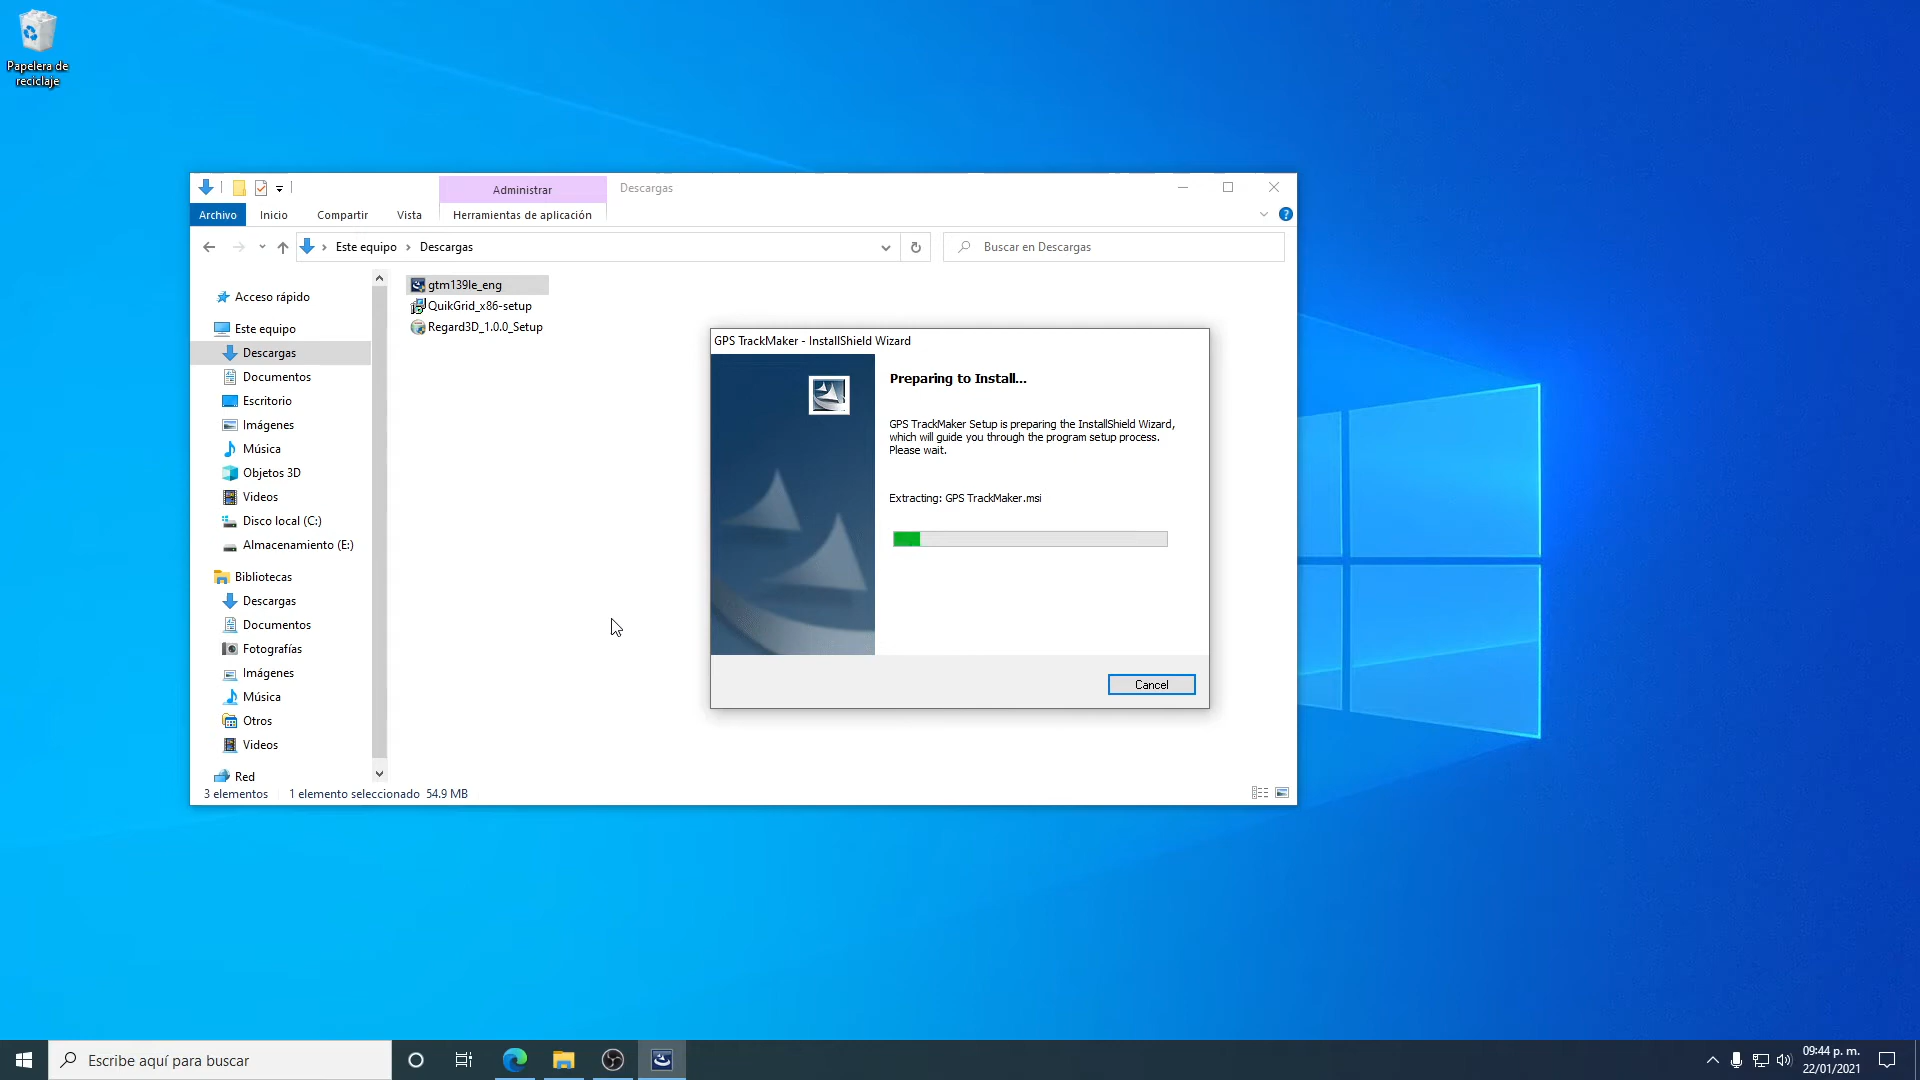 Papelera de
reciclaje
Administrar
Descargas
Archivo
Inicio
Compartir
Vista
Herramientas de aplicación
Este equipo
Descargas
Buscar en Descargas
Acceso rápido
Este equipo
Descargas
Documentos
Escritorio
Imágenes
Música
Objetos 3D
Videos
Disco local (C:)
Almacenamiento (E:)
Bibliotecas
Descargas
Documentos
Fotografías
Imágenes
Música
Otros
Videos
Red
gtm139le_eng
QuikGrid_x86-setup
Regard3D_1.0.0_Setup
3 elementos
1 elemento seleccionado 54.9 MB
GPS TrackMaker - InstallShield Wizard
Preparing to Install...
GPS TrackMaker Setup is preparing the InstallShield Wizard,
which will guide you through the program setup process.
Please wait.
Extracting: GPS TrackMaker.msi
Cancel
Escribe aquí para buscar
09:44 p. m.
22/01/2021